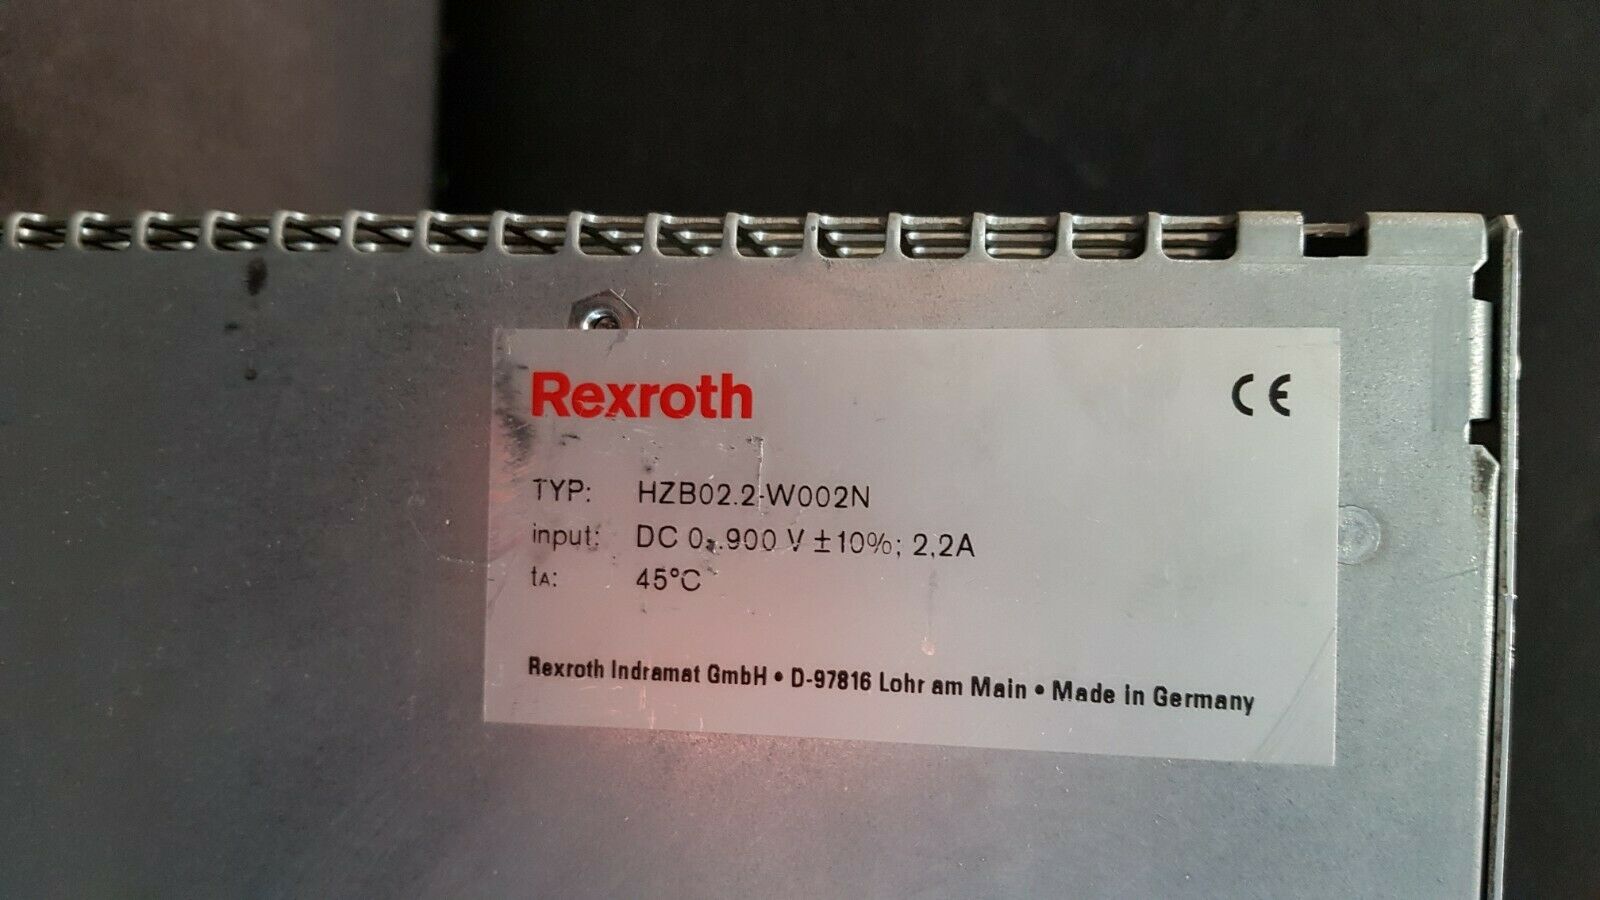 Rexroth
CE
TYP: HZB02.2-W002N
input: DC 0...900 V ±10%; 2,2A
tA: 45°C
Rexroth Indramat GmbH • D-97816 Lohr am Main • Made in Germany